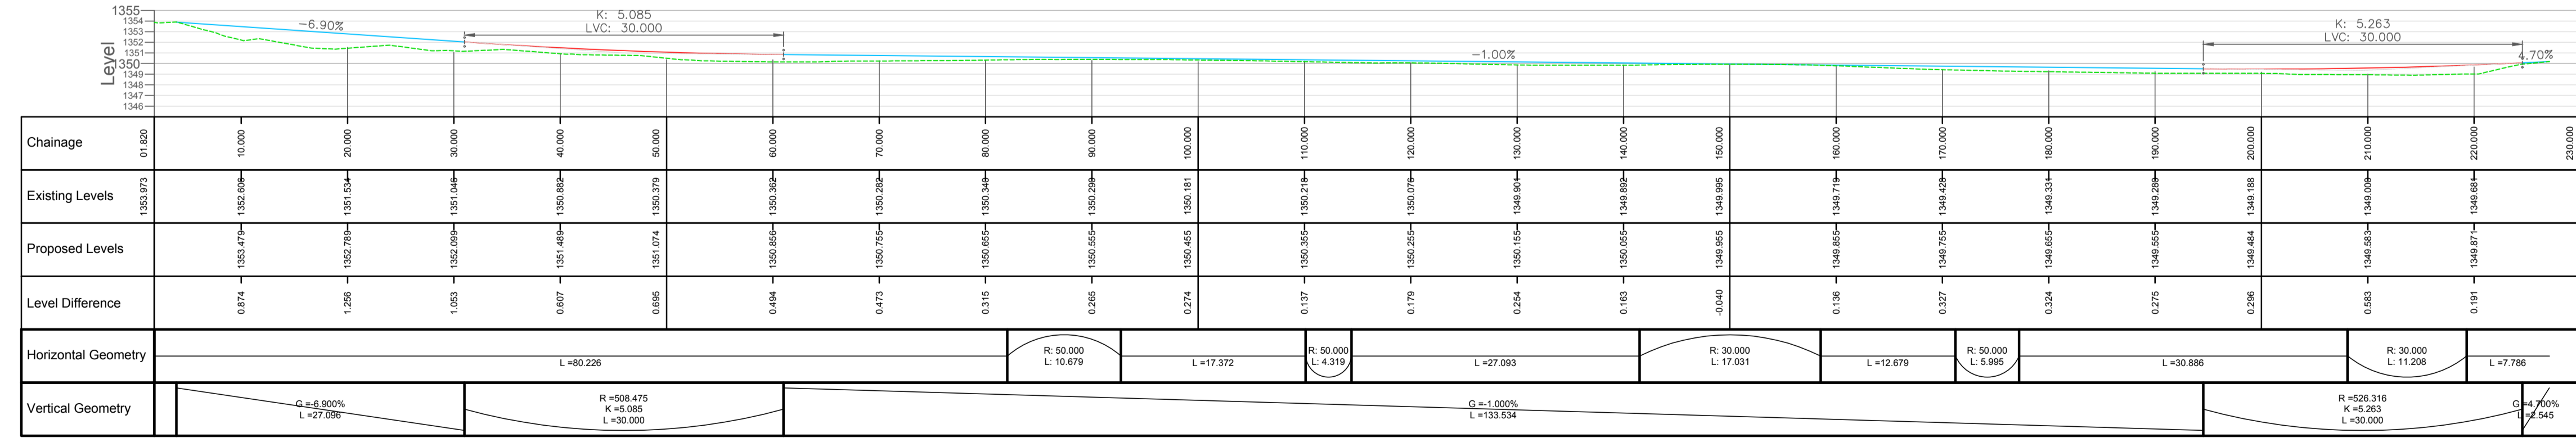 1355
1354
1353
1352
1351
1350
1349
1348
1347
1346
Level
-6.90%
K: 5.085
LVC: 30.000
-1.00%
K: 5.263
LVC: 30.000
4.70%
Chainage 01.820 10.000 20.000 30.000 40.000 50.000 60.000 70.000 80.000 90.000 100.000 110.000 120.000 130.000 140.000 150.000 160.000 170.000 180.000 190.000 200.000 210.000 220.000 230.000
Existing Levels 1353.973 1352.606 1351.534 1351.046 1350.882 1350.379 1350.362 1350.282 1350.340 1350.290 1350.181 1350.218 1350.076 1349.901 1349.892 1349.995 1349.719 1349.428 1349.331 1349.280 1349.188 1349.000 1349.681
Proposed Levels 1353.479 1352.789 1352.099 1351.489 1351.074 1350.856 1350.755 1350.655 1350.555 1350.455 1350.355 1350.255 1350.155 1350.055 1349.955 1349.855 1349.755 1349.655 1349.555 1349.484 1349.583 1349.871
Level Difference 0.874 1.256 1.053 0.607 0.695 0.494 0.473 0.315 0.265 0.274 0.137 0.179 0.254 0.163 -0.040 0.136 0.327 0.324 0.275 0.296 0.583 0.191
Horizontal Geometry
L =80.226
R: 50.000
L: 10.679
L =17.372
R: 50.000
L: 4.319
L =27.093
R: 30.000
L: 17.031
L =12.679
R: 50.000
L: 5.995
L =30.886
R: 30.000
L: 11.208
L =7.786
Vertical Geometry
G =-6.900%
L =27.096
R =508.475
K =5.085
L =30.000
G =-1.000%
L =133.534
R =526.316
K =5.263
L =30.000
G =4.700%
L =2.545